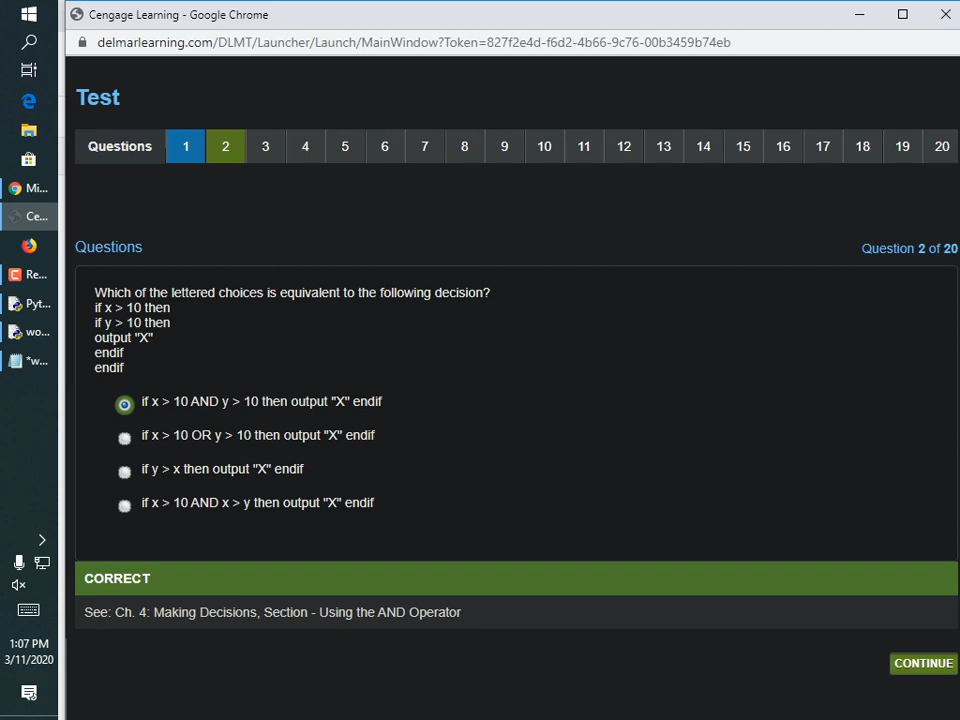 Cengage Learning - Google Chrome
delmarlearning.com/DLMT/Launcher/Launch/MainWindow?Token=827f2e4d-f6d2-4b66-9c76-00b3459b74eb
Test
Questions 1 2 3 4 5 6 7 8 9 10 11 12 13 14 15 16 17 18 19 20
Mi...
Ce...
Re...
Pyt...
wo...
*w...
Questions
Question 2 of 20
Which of the lettered choices is equivalent to the following decision?
if x > 10 then
if y > 10 then
output "X"
endif
endif
if x > 10 AND y > 10 then output "X" endif
if x > 10 OR y > 10 then output "X" endif
if y > x then output "X" endif
if x > 10 AND x > y then output "X" endif
CORRECT
See: Ch. 4: Making Decisions, Section - Using the AND Operator
CONTINUE
1:07 PM
3/11/2020